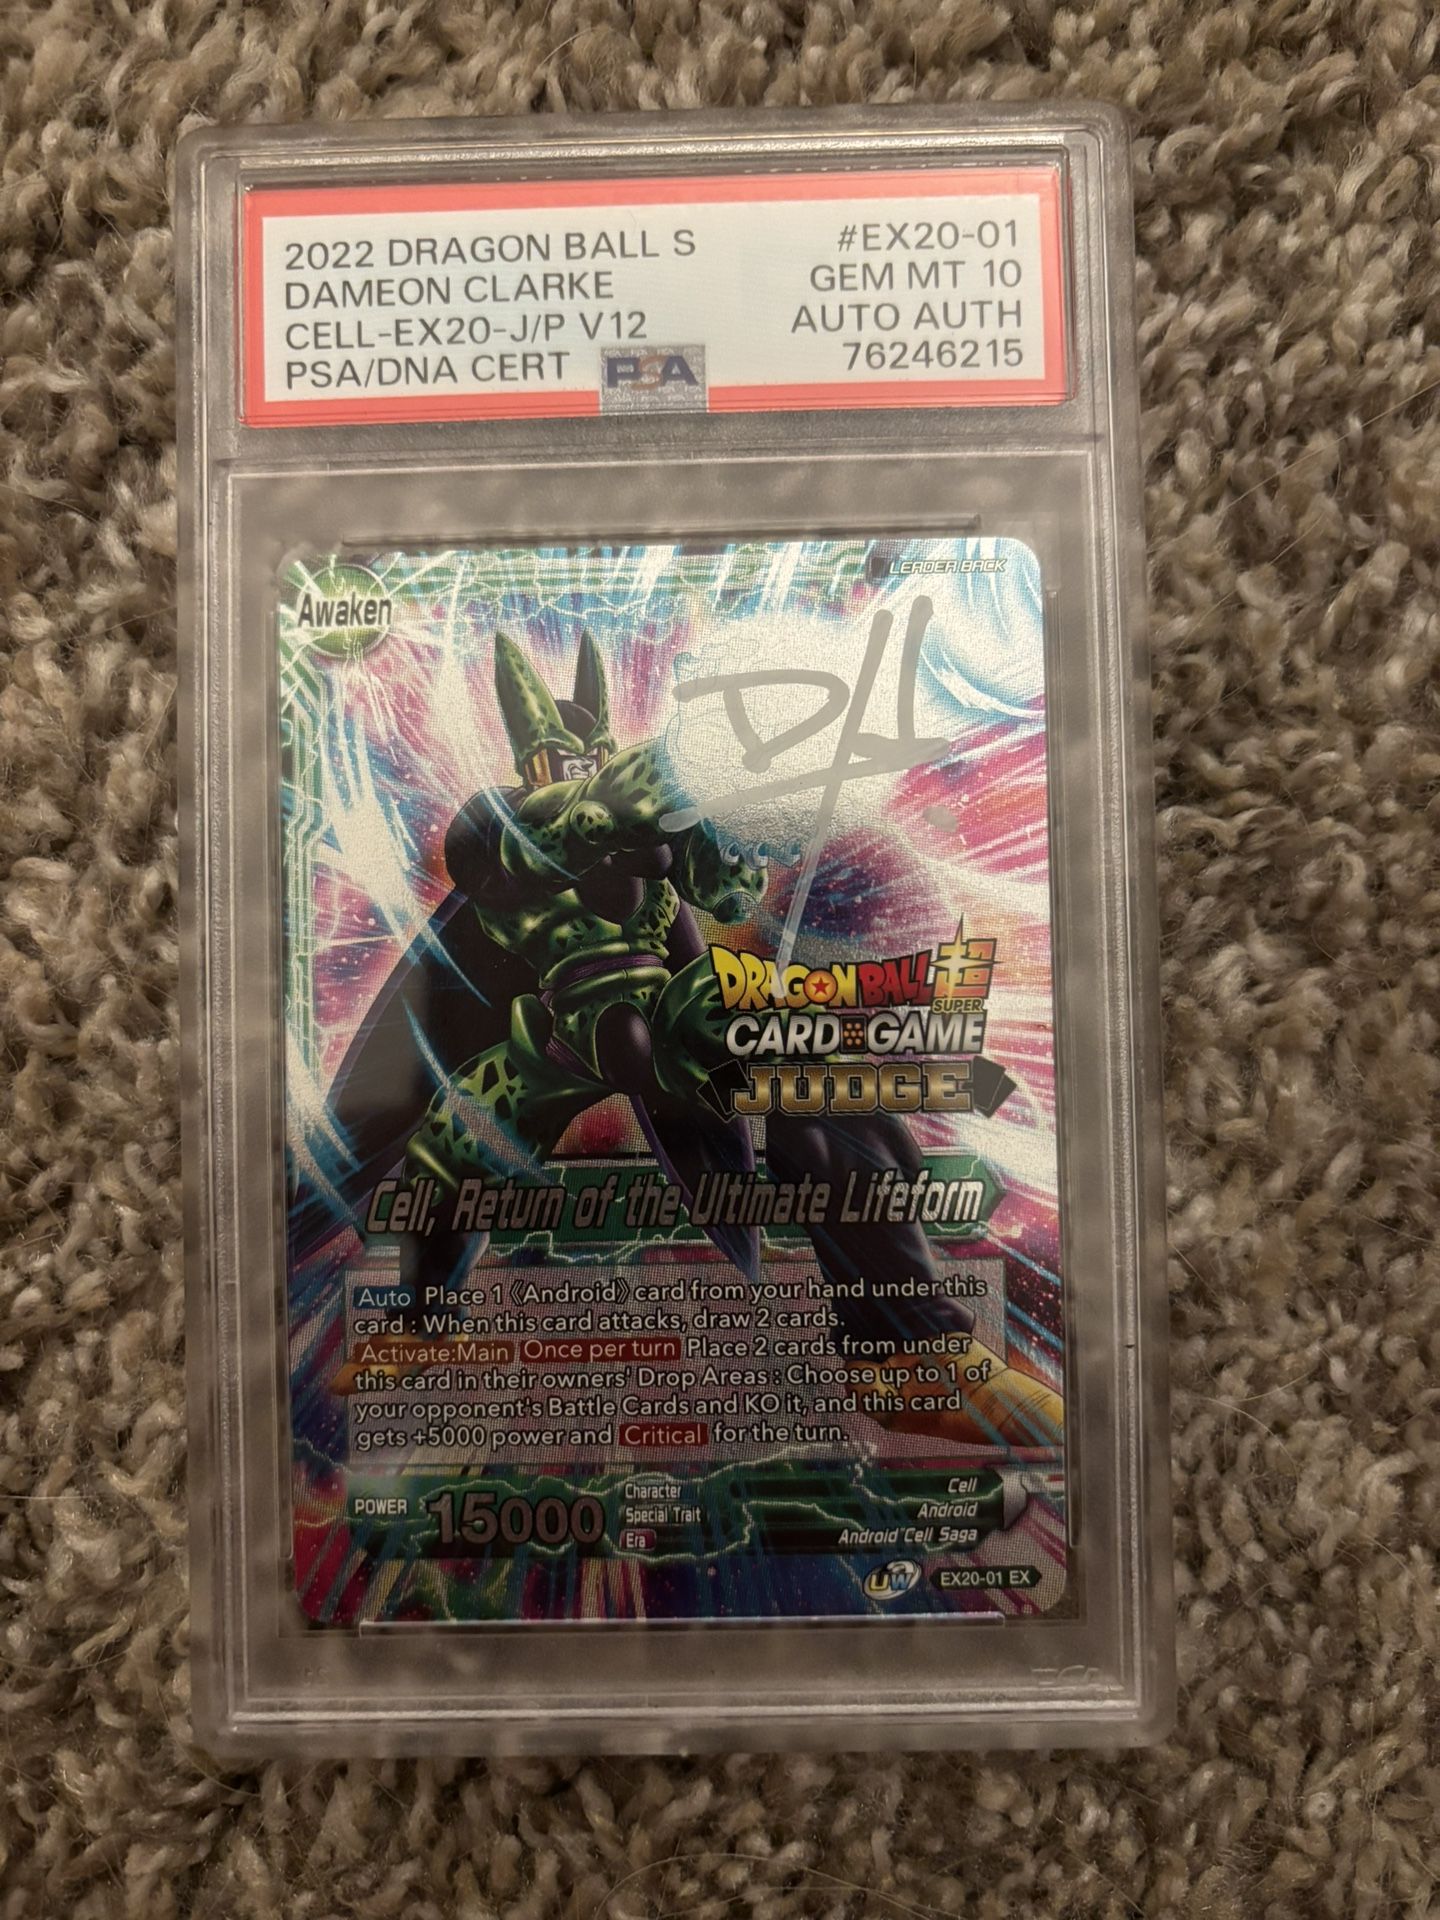 2022 DRAGON BALL S #EX20-01
DAMEON CLARKE GEM MT 10
CELL-EX20-J/P V12 AUTO AUTH
PSA/DNA CERT PSA 76246215
LEADER BACK
Awaken
DRAGON BALL 超
SUPER
CARD GAME
JUDGE
Cell, Return of the Ultimate Lifeform
Auto Place 1 《Android》 card from your hand under this
card : When this card attacks, draw 2 cards.
Activate:Main Once per turn Place 2 cards from under
this card in their owners' Drop Areas : Choose up to 1 of
your opponent's Battle Cards and KO it, and this card
gets +5000 power and Critical for the turn.
POWER 15000
Character Cell
Special Trait Android
Era Android Cell Saga
UW EX20-01 EX